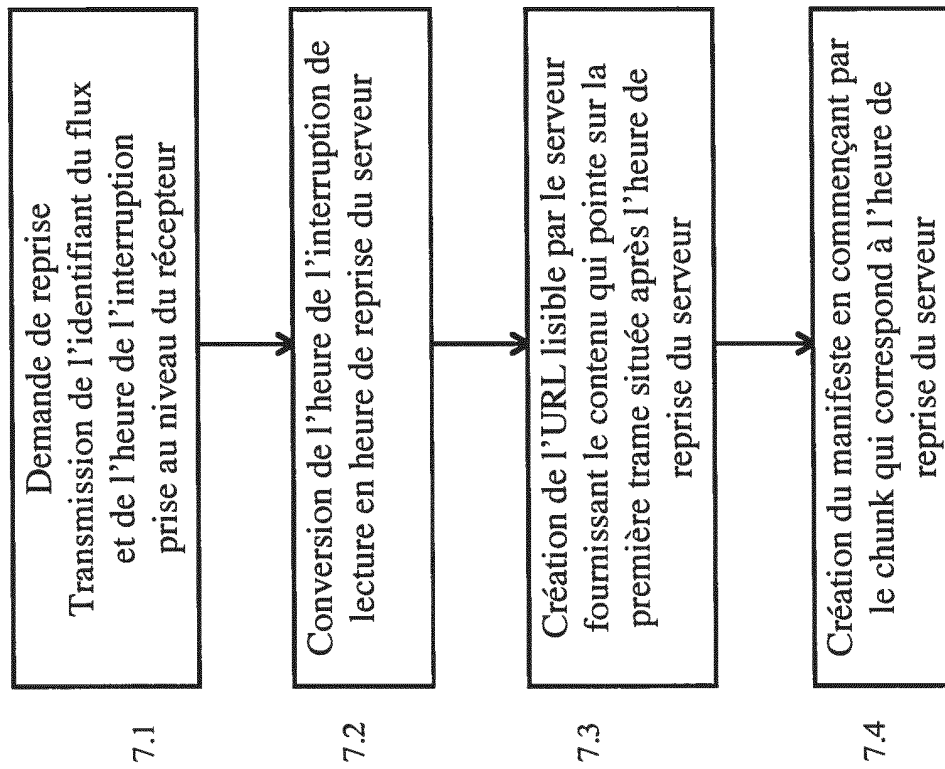 7.1
Demande de reprise
Transmission de l'identifiant du flux
et de l'heure de l'interruption
prise au niveau du récepteur
7.2
Conversion de l'heure de l'interruption de
lecture en heure de reprise du serveur
7.3
Création de l'URL lisible par le serveur
fournissant le contenu qui pointe sur la
première trame située après l'heure de
reprise du serveur
7.4
Création du manifeste en commençant par
le chunk qui correspond à l'heure de
reprise du serveur